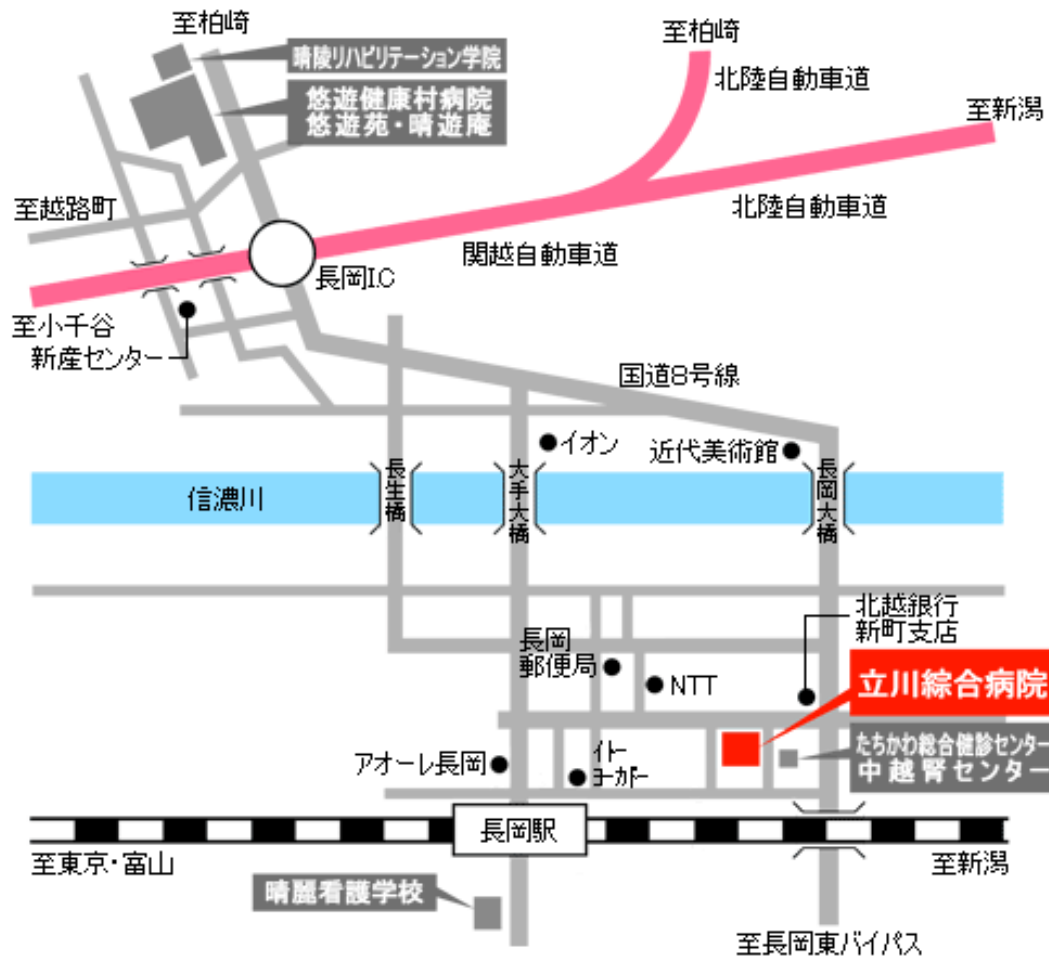 至柏崎
晴陵リハビリテーション学院
悠遊健康村病院
悠遊苑・晴遊庵
至柏崎
北陸自動車道
至新潟
至越路町
北陸自動車道
関越自動車道
長岡I.C
至小千谷
新産センター
国道8号線
イオン
近代美術館
信濃川
長生橋
大手大橋
長岡大橋
北越銀行
新町支店
長岡
郵便局
NTT
立川綜合病院
たちかわ総合健診センター
中越腎センター
アオーレ長岡
イトー
ヨーカドー
長岡駅
至東京・富山
至新潟
晴麗看護学校
至長岡東バイパス